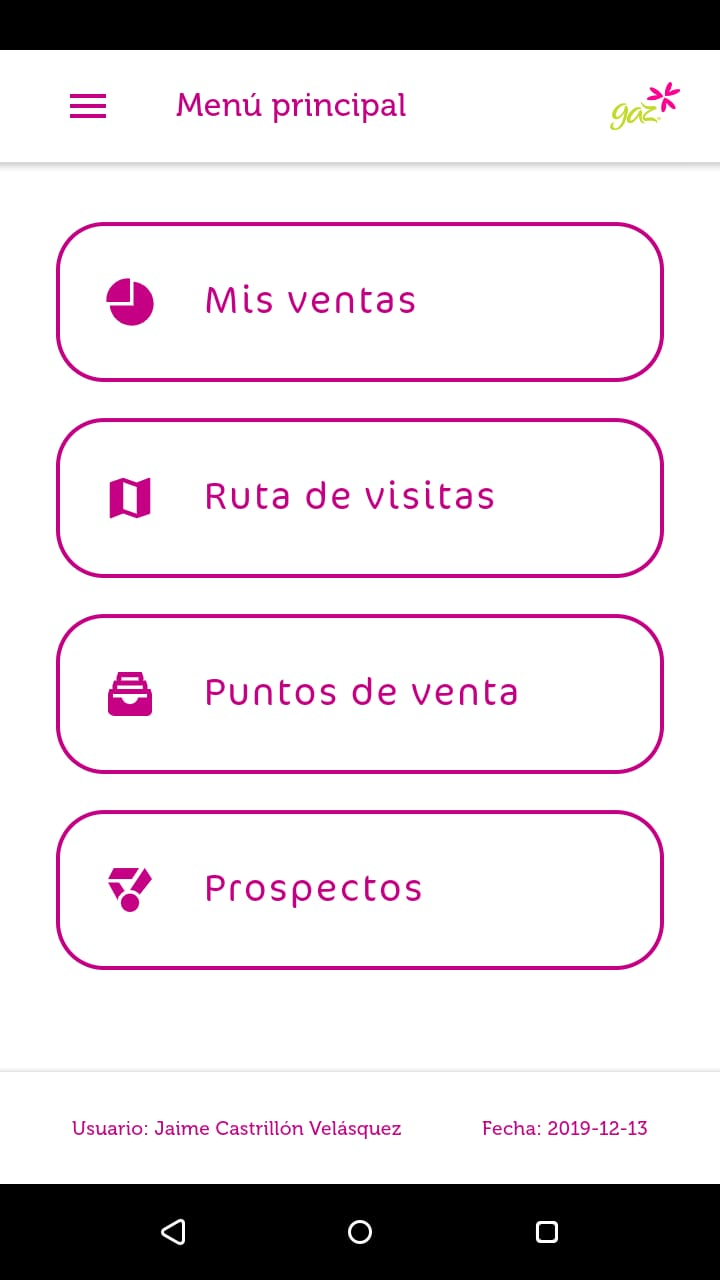 Menú principal
gaz
Mis ventas
Ruta de visitas
Puntos de venta
Prospectos
Usuario: Jaime Castrillón Velásquez Fecha: 2019-12-13